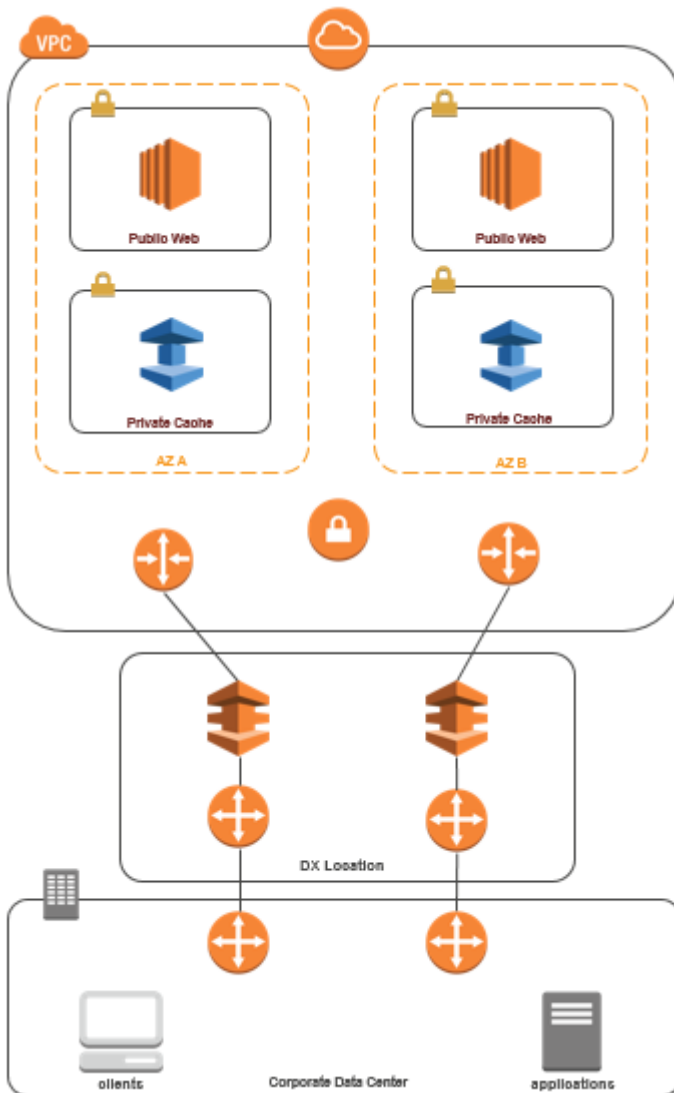 VPC
Public Web
Public Web
Private Cache
Private Cache
AZ A
AZ B
DX Location
clients
Corporate Data Center
applications